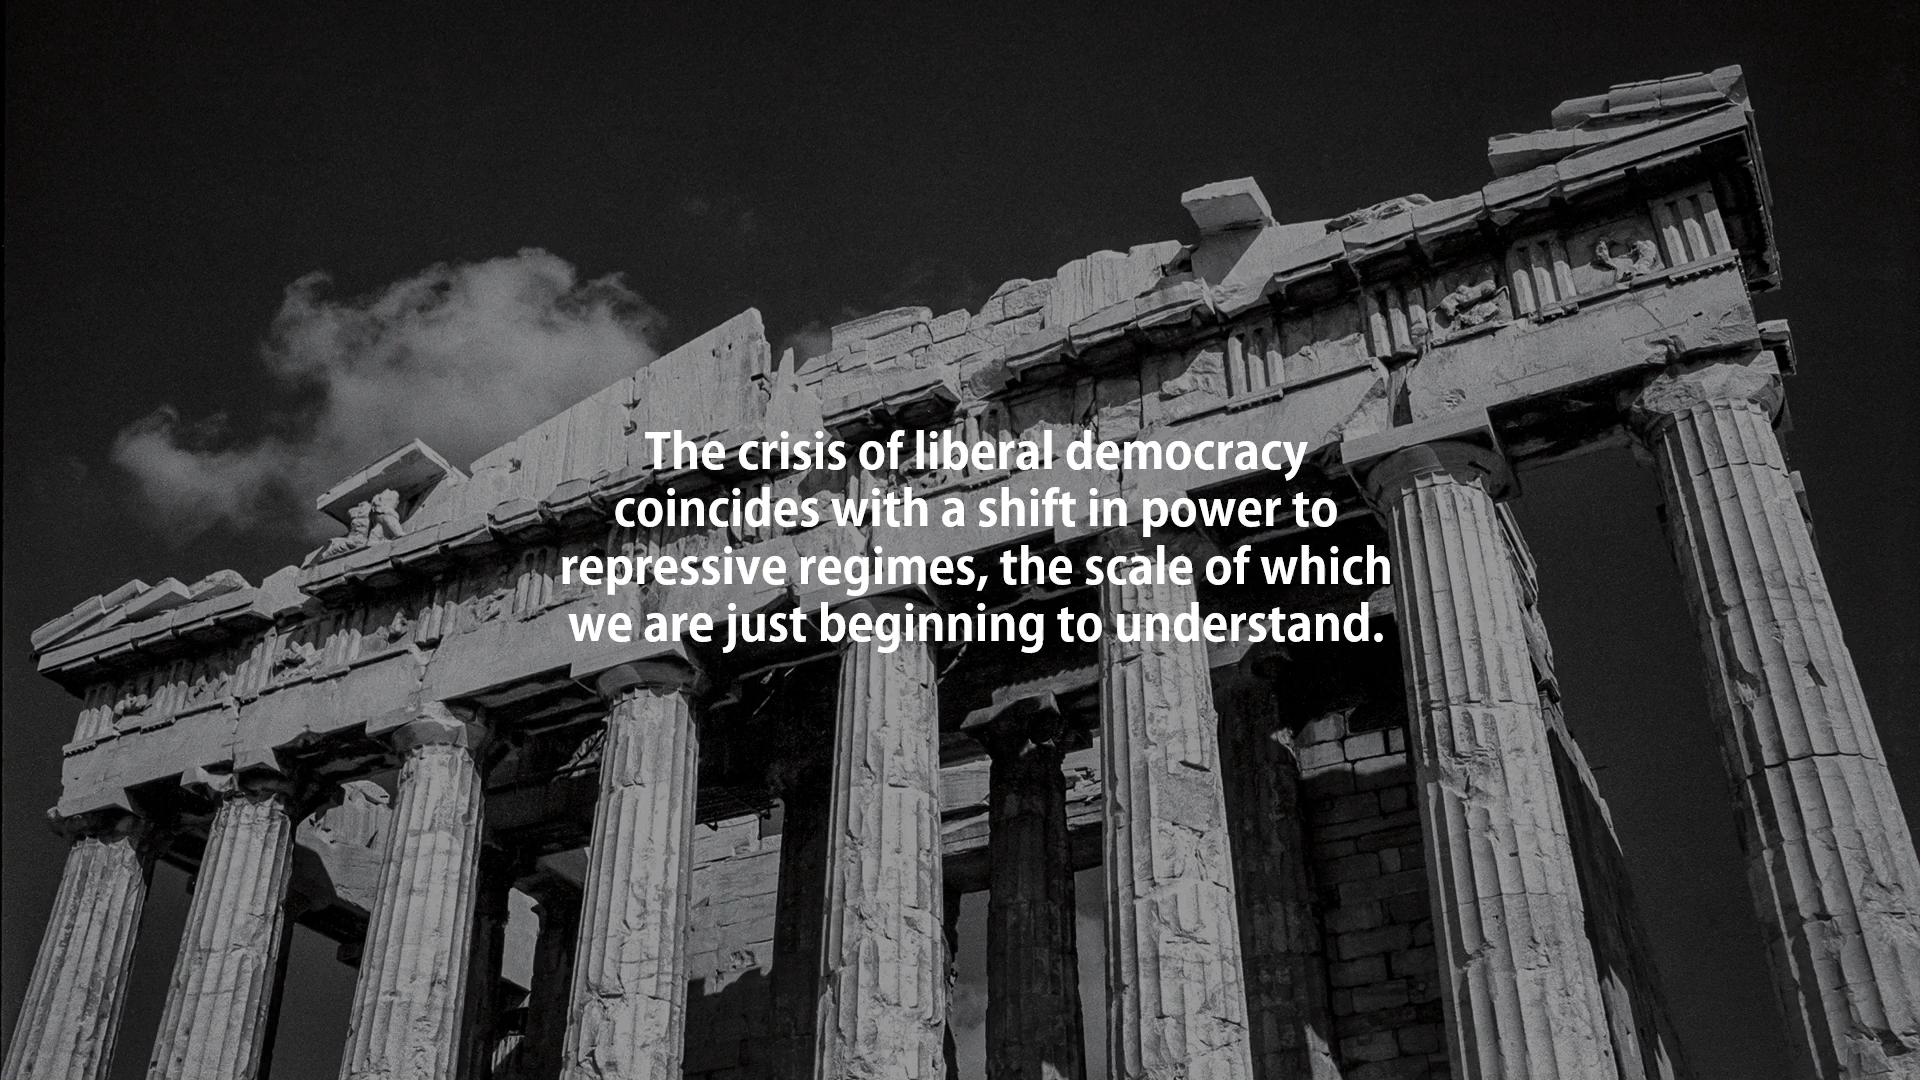 The crisis of liberal democracy
coincides with a shift in power to
repressive regimes, the scale of which
we are just beginning to understand.